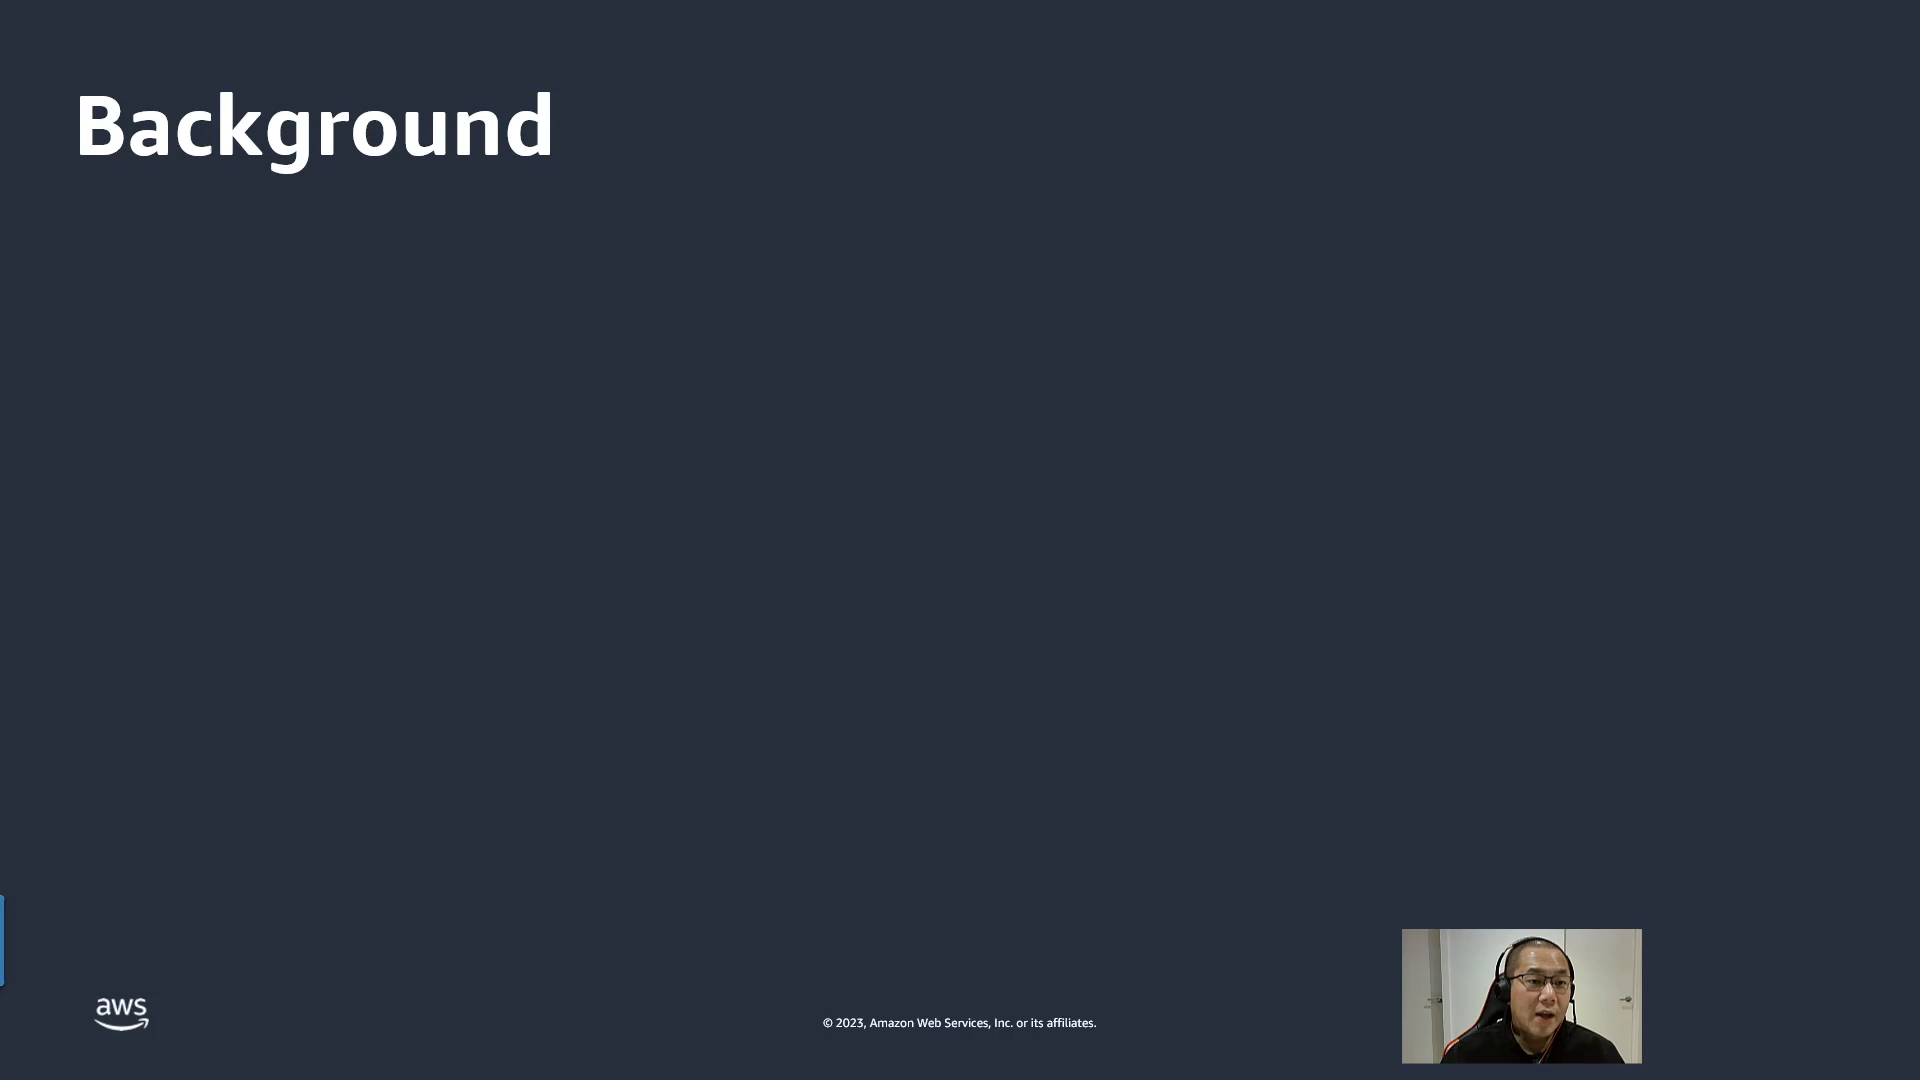 Background
aws
© 2023, Amazon Web Services, Inc. or its affiliates.